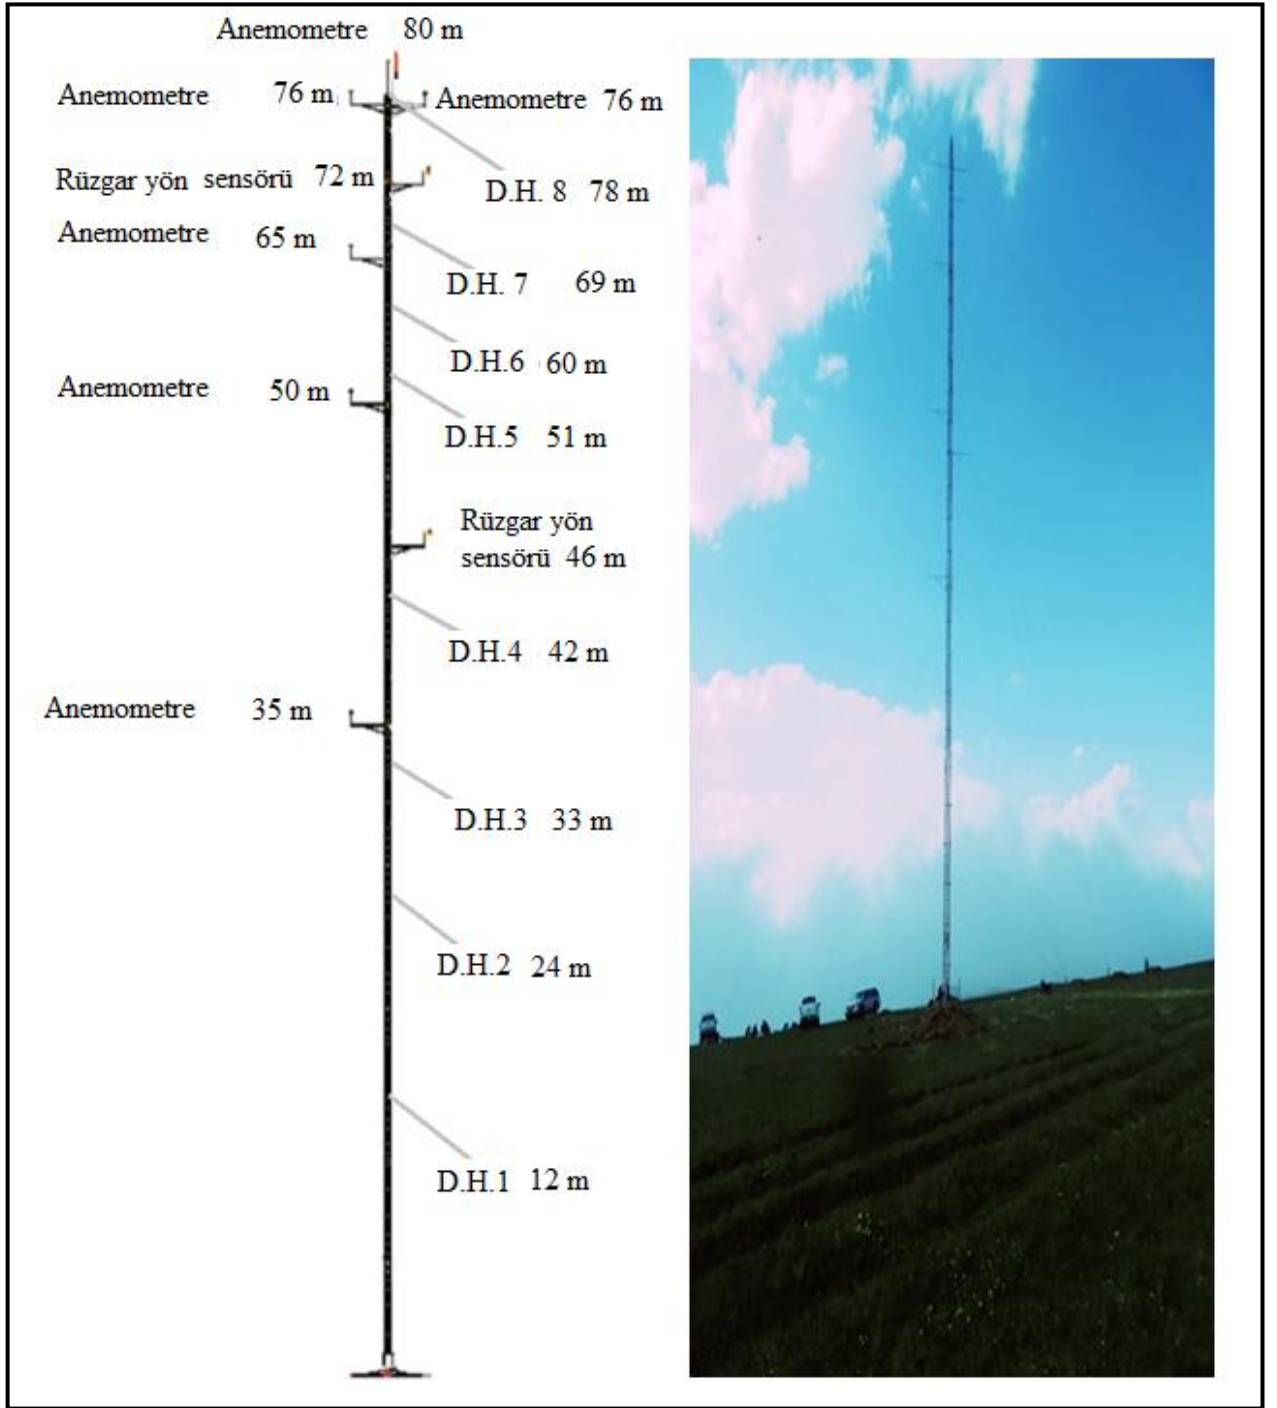 Anemometre 80 m
Anemometre 76 m
Anemometre 76 m
Rüzgar yön sensörü 72 m
D.H. 8 78 m
Anemometre 65 m
D.H. 7 69 m
D.H.6 60 m
Anemometre 50 m
D.H.5 51 m
Rüzgar yön
sensörü 46 m
D.H.4 42 m
Anemometre 35 m
D.H.3 33 m
D.H.2 24 m
D.H.1 12 m